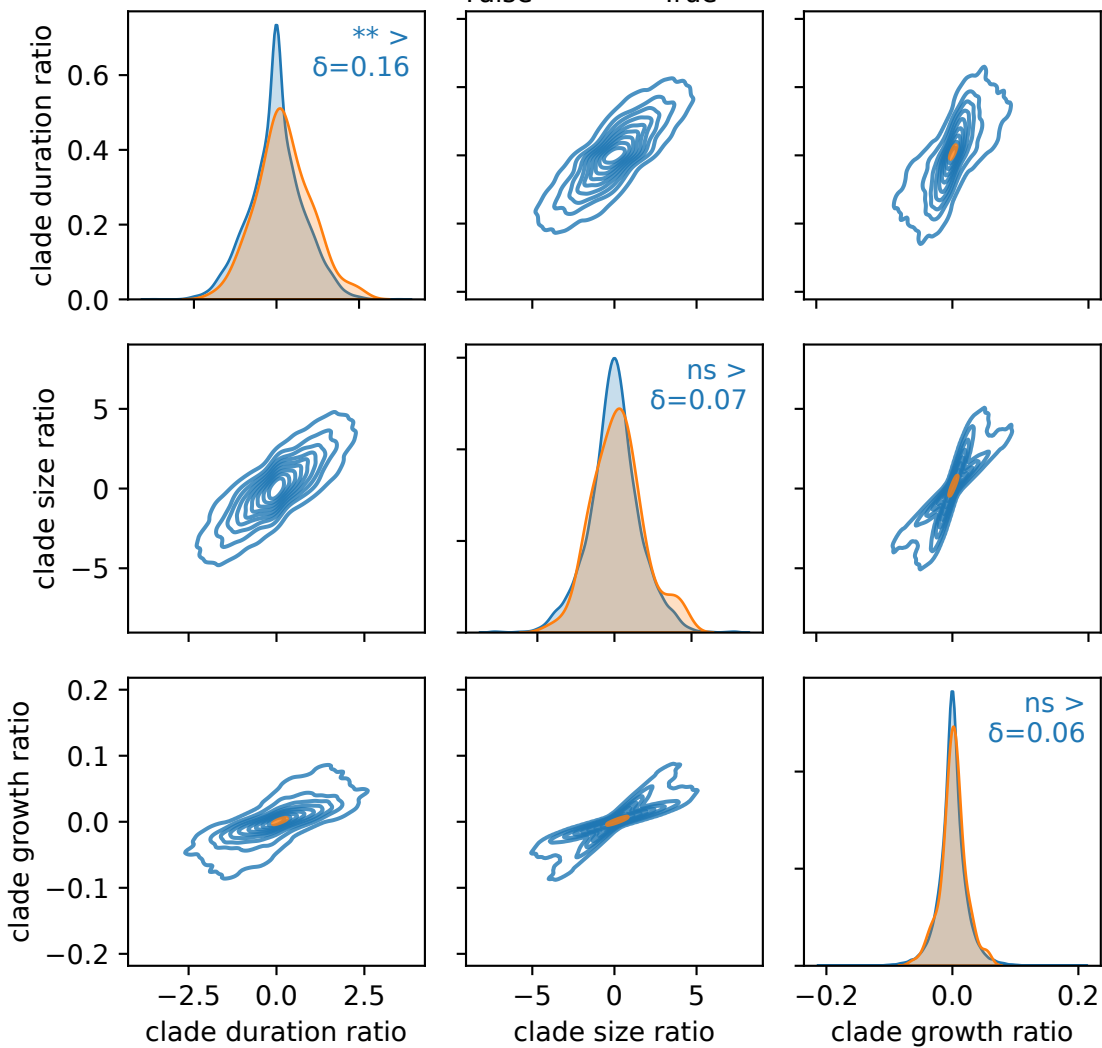 clade duration ratio
0.6
0.4
0.2
0.0
** >
δ=0.16
clade size ratio
5
0
−5
ns >
δ=0.07
clade growth ratio
0.2
0.1
0.0
−0.1
−0.2
ns >
δ=0.06
−2.5 0.0 2.5
−5 0 5
−0.2 0.0 0.2
clade duration ratio
clade size ratio
clade growth ratio